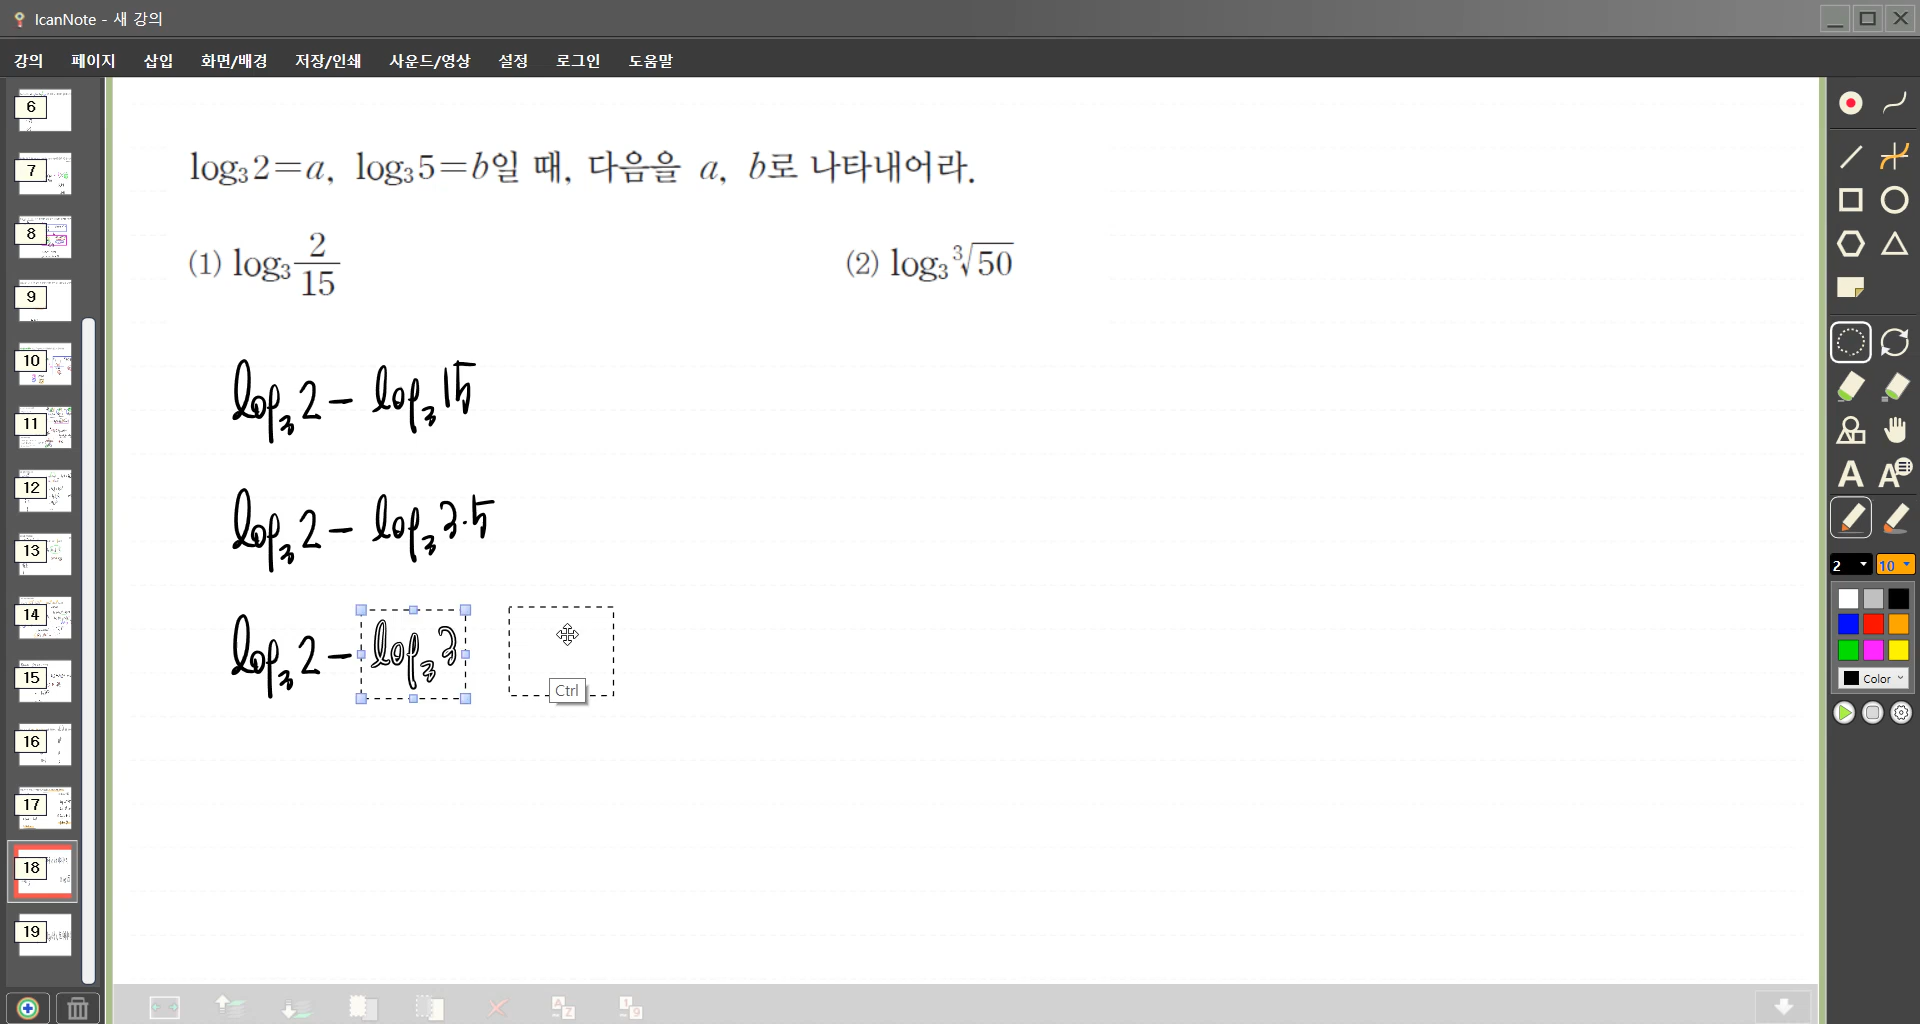 IcanNote - 새 강의
강의 페이지 삽입 화면/배경 저장/인쇄 사운드/영상 설정 로그인 도움말
6
7
8
9
10
11
12
13
14
15
16
17
18
19
log₃2=a, log₃5=b일 때, 다음을 a, b로 나타내어라.
(1) log₃ 2/15
(2) log₃ ³√50
log₃2 - log₃15
log₃2 - log₃3·5
log₃2 - log₃3
Ctrl
A
A
2
10
Color